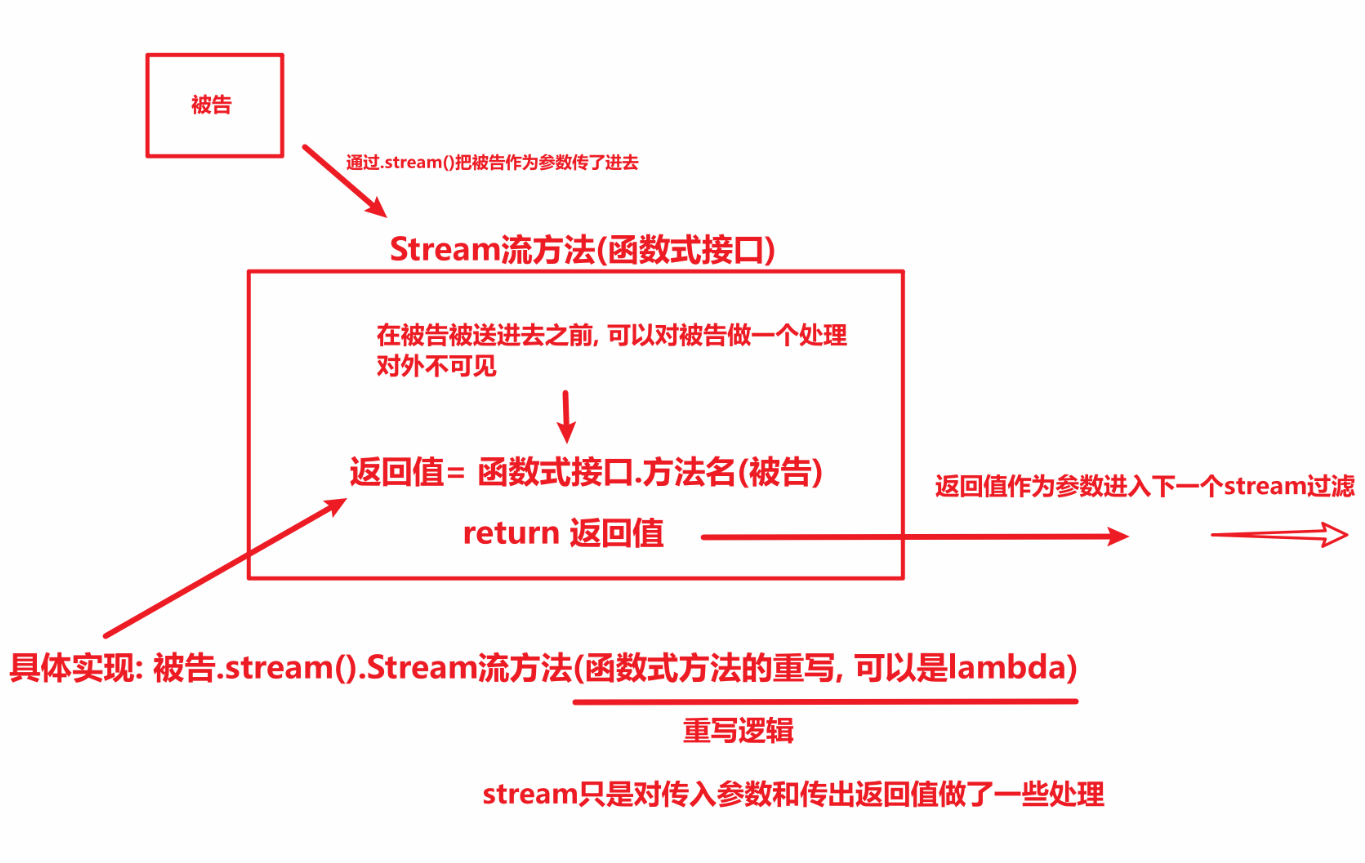 被告
通过.stream()把被告作为参数传了进去
Stream流方法(函数式接口)
在被告被送进去之前, 可以对被告做一个处理
对外不可见
返回值= 函数式接口.方法名(被告)
返回值作为参数进入下一个stream过滤
return 返回值
具体实现: 被告.stream().Stream流方法(函数式方法的重写, 可以是lambda)
重写逻辑
stream只是对传入参数和传出返回值做了一些处理